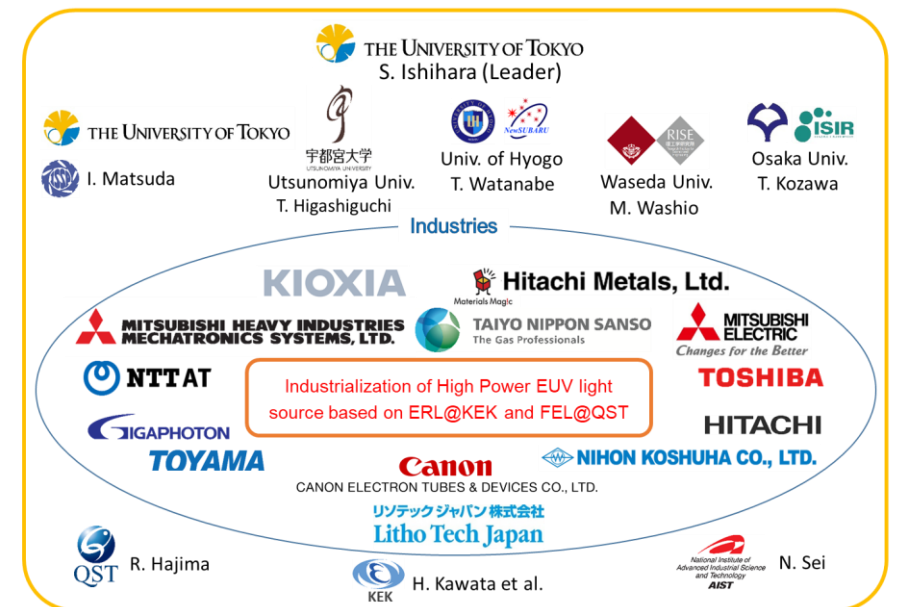 THE UNIVERSITY OF TOKYO
S. Ishihara (Leader)
THE UNIVERSITY OF TOKYO
I. Matsuda
宇都宮大学
UTSUNOMIYA UNIVERSITY
Utsunomiya Univ.
T. Higashiguchi
NewSUBARU
Univ. of Hyogo
T. Watanabe
RISE
Waseda Univ.
M. Washio
ISIR
Osaka Univ.
T. Kozawa
Industries
KIOXIA
Hitachi Metals, Ltd.
Materials Magic
MITSUBISHI HEAVY INDUSTRIES
MECHATRONICS SYSTEMS, LTD.
TAIYO NIPPON SANSO
The Gas Professionals
MITSUBISHI
ELECTRIC
Changes for the Better
NTT AT
Industrialization of High Power EUV light
source based on ERL@KEK and FEL@QST
TOSHIBA
GIGAPHOTON
HITACHI
TOYAMA
Canon
CANON ELECTRON TUBES & DEVICES CO., LTD.
NIHON KOSHUHA CO., LTD.
リソテックジャパン株式会社
Litho Tech Japan
QST
R. Hajima
KEK
H. Kawata et al.
National Institute of
Advanced Industrial Science
and Technology
AIST
N. Sei